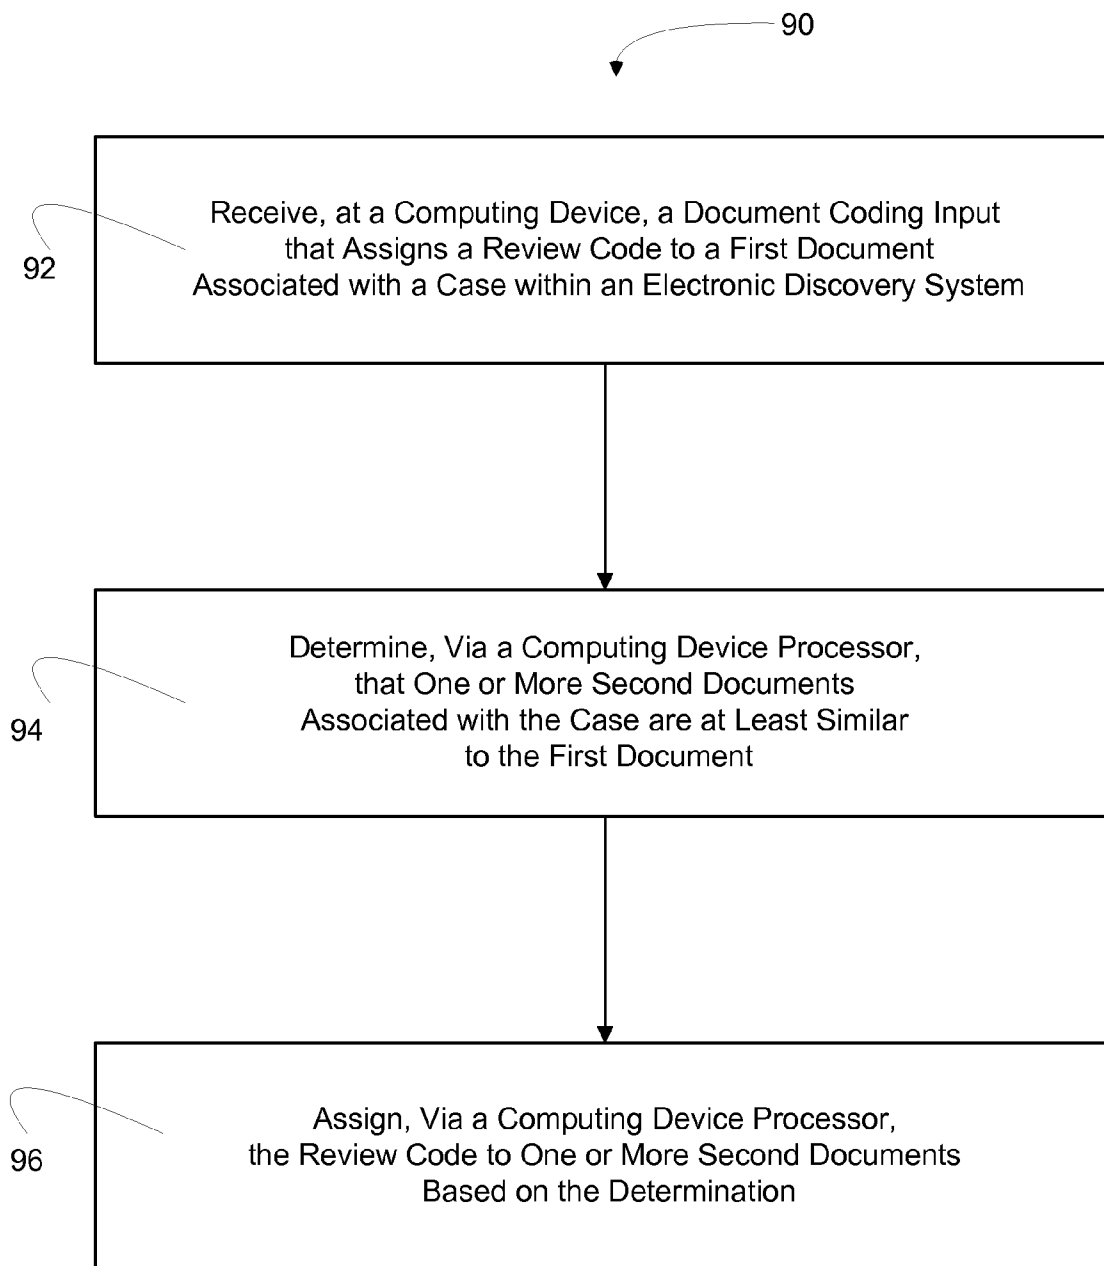 90
Receive, at a Computing Device, a Document Coding Input
that Assigns a Review Code to a First Document
Associated with a Case within an Electronic Discovery System
92
Determine, Via a Computing Device Processor,
that One or More Second Documents
Associated with the Case are at Least Similar
to the First Document
94
Assign, Via a Computing Device Processor,
the Review Code to One or More Second Documents
Based on the Determination
96